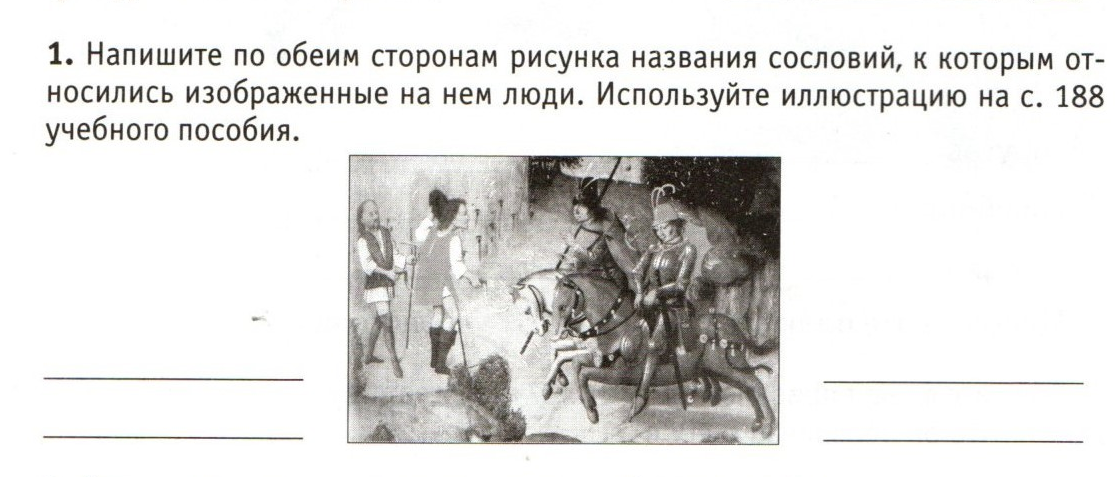 1. Напишите по обеим сторонам рисунка названия сословий, к которым от-
носились изображенные на нем люди. Используйте иллюстрацию на с. 188
учебного пособия.